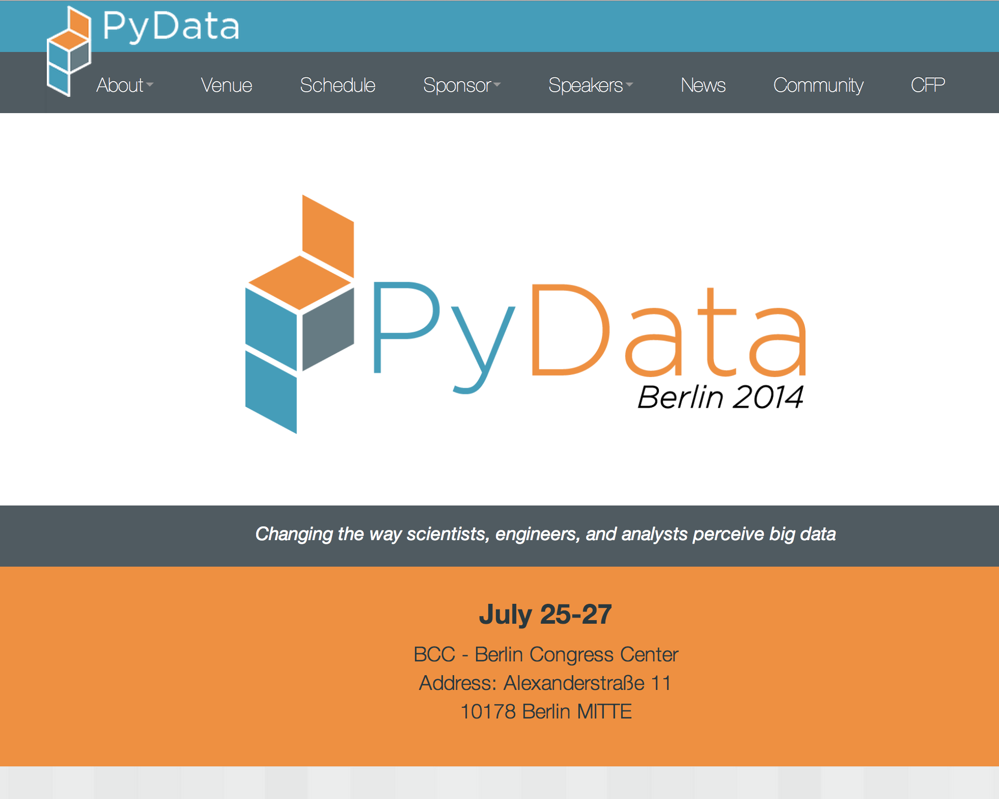 PyData
About Venue Schedule Sponsor Speakers News Community CFP
PyData
Berlin 2014
Changing the way scientists, engineers, and analysts perceive big data
July 25-27
BCC - Berlin Congress Center
Address: Alexanderstraße 11
10178 Berlin MITTE